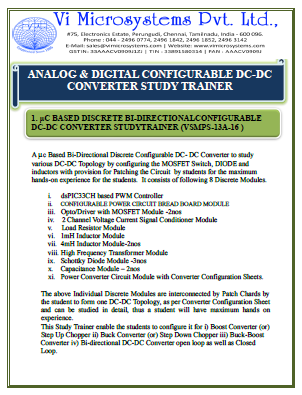 Vi Microsystems Pvt. Ltd.,
#75, Electronics Estate, Perungudi, Chennai, Tamilnadu, India - 600 096.
Phone : 044 - 2496 0774, 2496 1842, 2496 1852, 2496 3142
E-Mail: sales@vimicrosystems.com | Website: www.vimicrosystems.com
GSTIN: 33AAACV0909J1ZI | TIN : 33891580314 | PAN : AAACV0909J
ANALOG & DIGITAL CONFIGURABLE DC-DC
CONVERTER STUDY TRAINER
1. µC BASED DISCRETE BI-DIRECTIONALCONFIGURABLE
DC-DC CONVERTER STUDYTRAINER (VSMPS-13A-16 )
A µc Based Bi-Directional Discrete Configurable DC- DC Converter to study
various DC-DC Topology by configuring the MOSFET Switch, DIODE and
inductors with provision for Patching the Circuit by students for the maximum
hands-on experience for the students. It consists of following 8 Discrete Modules.
i. dsPIC33CH based PWM Controller
ii. CONFIGURABLE POWER CIRCUIT BREAD BOARD MODULE
iii. Opto/Driver with MOSFET Module -2nos
iv. 2 Channel Voltage Current Signal Conditioner Module
v. Load Resistor Module
vi. 1mH Inductor Module
vii. 4mH Inductor Module-2nos
viii. High Frequency Transformer Module
ix. Schottky Diode Module -3nos
x. Capacitance Module – 2nos
xi. Power Converter Circuit Module with Converter Configuration Sheets.
The above Individual Discrete Modules are interconnected by Patch Chards by
the student to form one DC-DC Topology, as per Converter Configuration Sheet
and can be studied in detail, thus a student will have maximum hands on
experience.
This Study Trainer enable the students to configure it for i) Boost Converter (or)
Step Up Chopper ii) Buck Converter (or) Step Down Chopper iii) Buck-Boost
Converter iv) Bi-directional DC-DC Converter open loop as well as Closed
Loop.